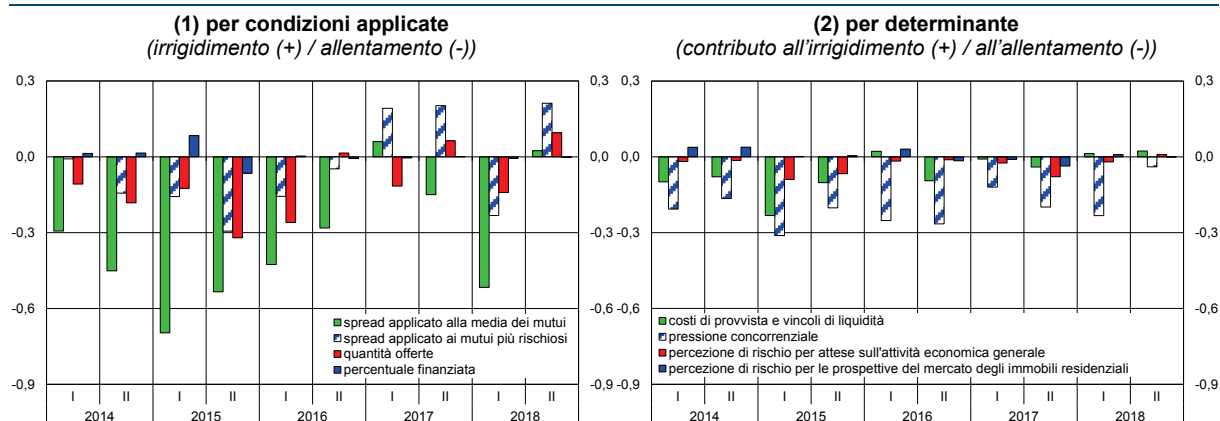 (1) per condizioni applicate
(irrigidimento (+) / allentamento (-))
0,3
0,0
-0,3
-0,6
-0,9
0,3
0,0
-0,3
-0,6
-0,9
spread applicato alla media dei mutui
spread applicato ai mutui più rischiosi
quantità offerte
percentuale finanziata
I II I II I II I II I II
2014 2015 2016 2017 2018
(2) per determinante
(contributo all'irrigidimento (+) / all'allentamento (-))
0,3
0,0
-0,3
-0,6
-0,9
0,3
0,0
-0,3
-0,6
-0,9
costi di provvista e vincoli di liquidità
pressione concorrenziale
percezione di rischio per attese sull'attività economica generale
percezione di rischio per le prospettive del mercato degli immobili residenziali
I II I II I II I II I II
2014 2015 2016 2017 2018